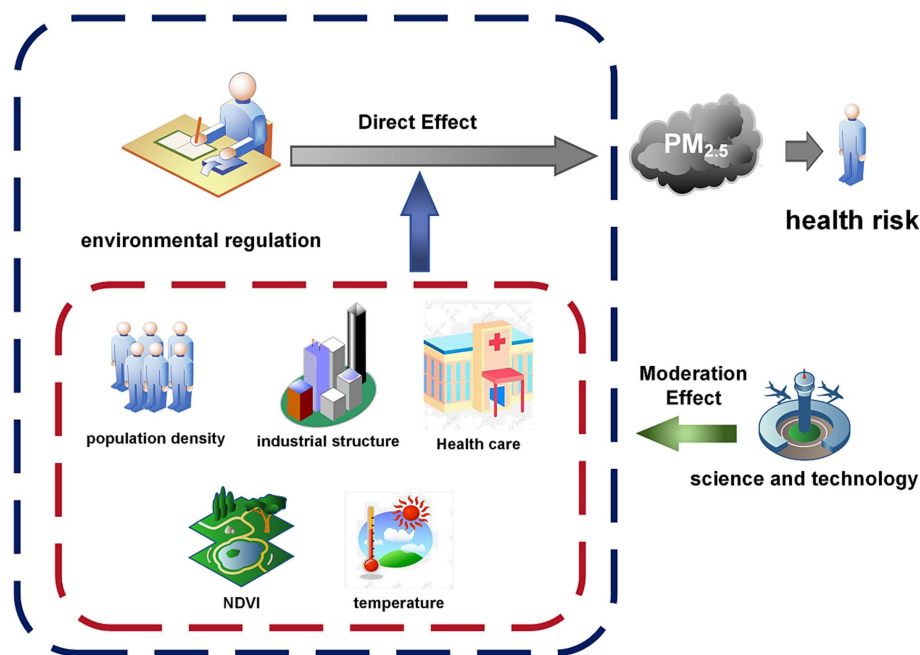 Direct Effect
PM2.5
environmental regulation
health risk
population density
industrial structure
Health care
Moderation
Effect
science and technology
NDVI
temperature